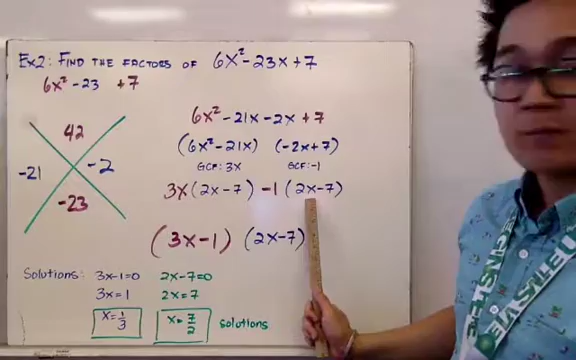 Ex2: FIND THE FACTORS OF 6x² - 23x + 7
6x² - 23 + 7
6x² - 21x - 2x + 7
42
(6x² - 21x) (-2x + 7)
-21 -2
GCF: 3x GCF: -1
3x (2x - 7) -1 (2x - 7)
-23
(3x - 1) (2x - 7)
Solutions: 3x-1=0 2x-7=0
3x=1 2x=7
x=1/3 x=7/2 solutions